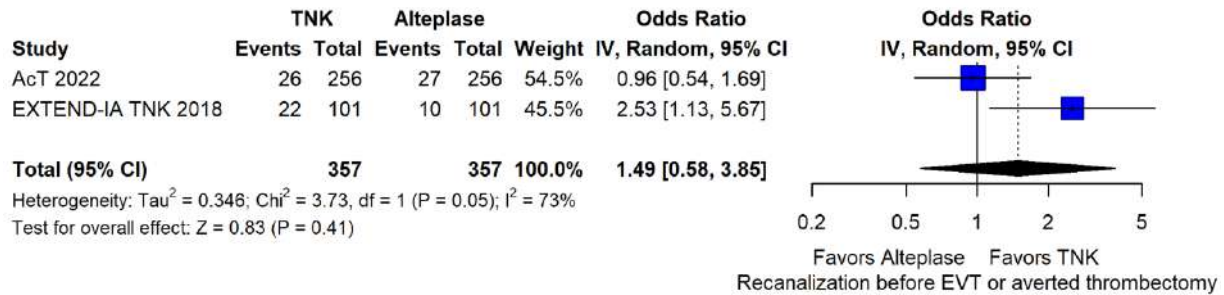 TNK Alteplase Odds Ratio Odds Ratio
Study Events Total Events Total Weight IV, Random, 95% CI IV, Random, 95% CI
AcT 2022 26 256 27 256 54.5% 0.96 [0.54, 1.69]
EXTEND-IA TNK 2018 22 101 10 101 45.5% 2.53 [1.13, 5.67]
Total (95% CI) 357 357 100.0% 1.49 [0.58, 3.85]
Heterogeneity: Tau² = 0.346; Chi² = 3.73, df = 1 (P = 0.05); I² = 73%
Test for overall effect: Z = 0.83 (P = 0.41)
0.2 0.5 1 2 5
Favors Alteplase Favors TNK
Recanalization before EVT or averted thrombectomy